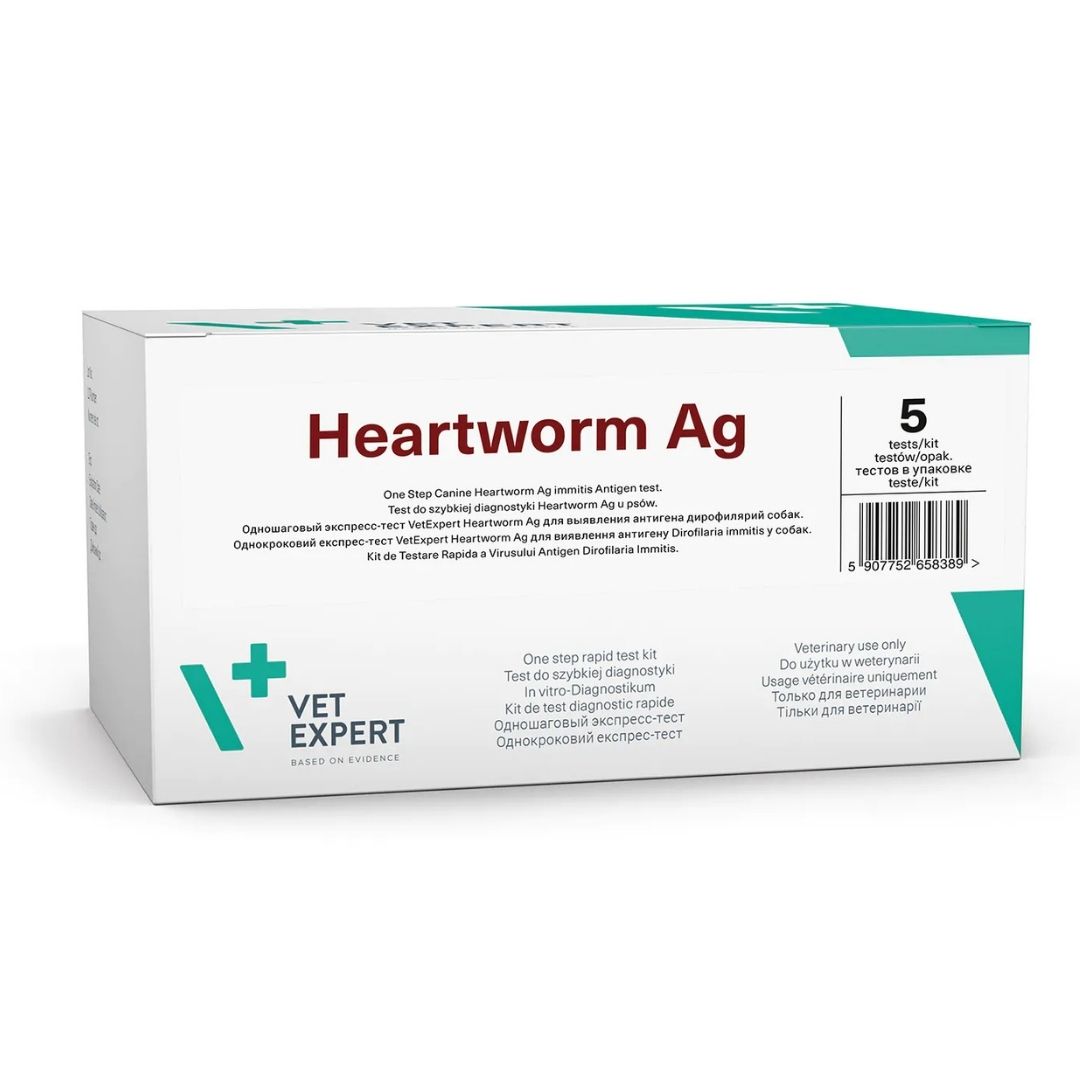 VET
EXPERT
Heartworm Ag
One Step Canine Heartworm Ag immitis Antigen test.
Test do szybkiej diagnostyki Heartworm Ag u psów.
Одношаговый экспресс-тест VetExpert Heartworm Ag для выявления антигена дирофилярий собак.
Однокроковий експрес-тест VetExpert Heartworm Ag для виявлення антигену Dirofilaria immitis у собак.
Kit de Testare Rapida a Virusului Antigen Dirofilaria Immitis.
5
tests/kit
testów/opak.
тестов в упаковке
teste/kit
5 907752 658389 >
VET
EXPERT
BASED ON EVIDENCE
One step rapid test kit
Test do szybkiej diagnostyki
In vitro-Diagnostikum
Kit de test diagnostic rapide
Одношаговый экспресс-тест
Однокроковий експрес-тест
Veterinary use only
Do użytku w weterynarii
Usage vétérinaire uniquement
Только для ветеринарии
Тільки для ветеринарії